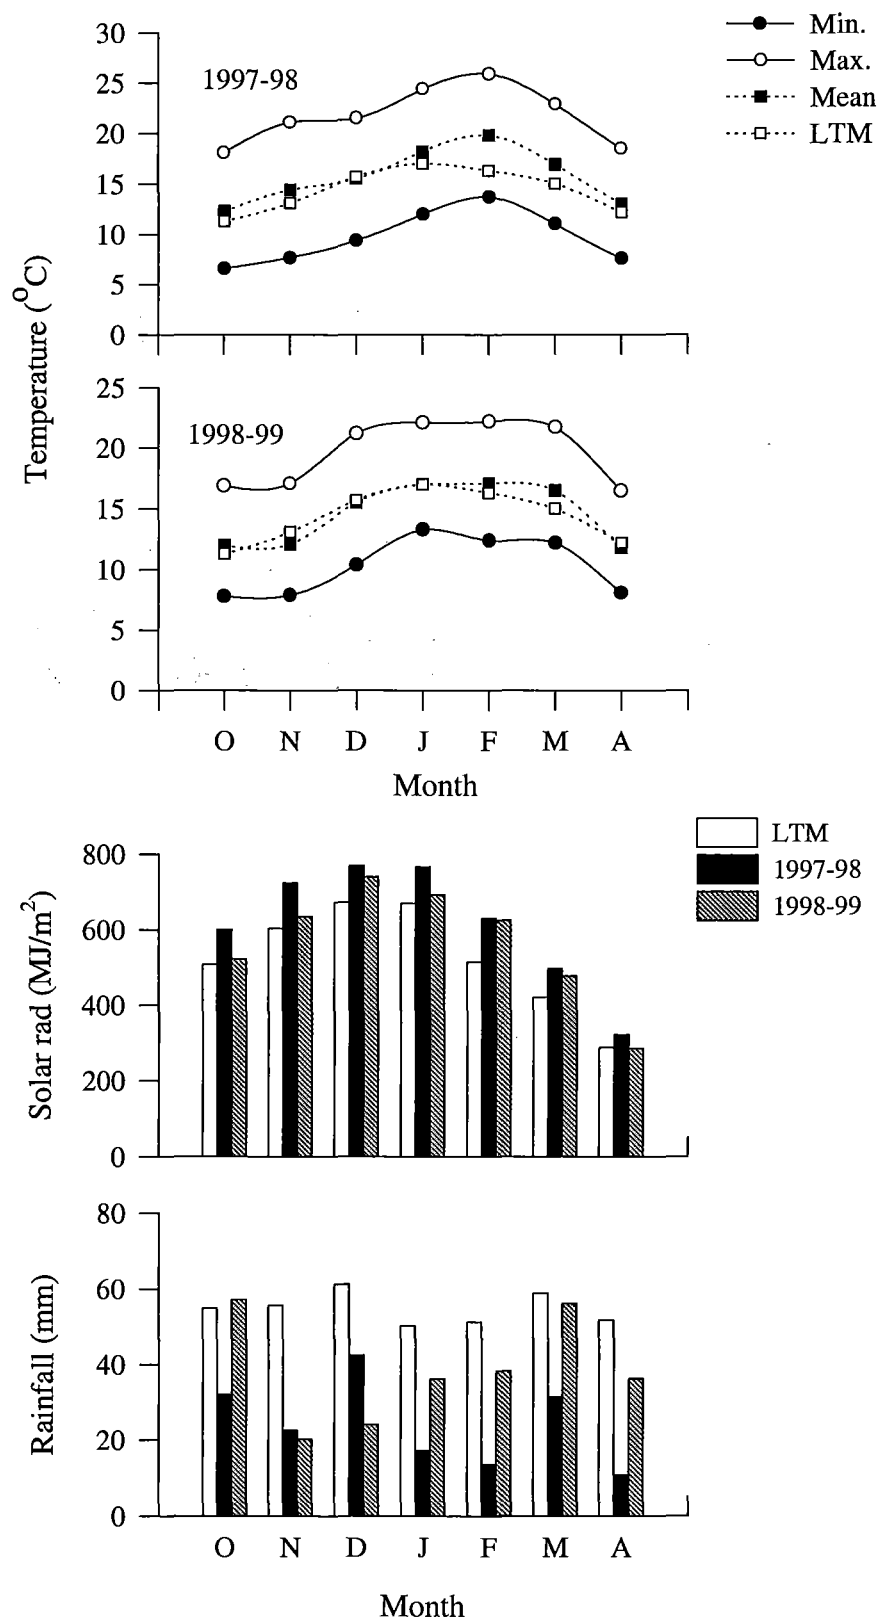 Min.
Max.
Mean
LTM
30
25
20
15
10
5
0
1997-98
Temperature (°C)
25
20
15
10
5
0
1998-99
O N D J F M A
Month
LTM
1997-98
1998-99
800
600
400
200
0
Solar rad (MJ/m²)
80
60
40
20
0
Rainfall (mm)
O N D J F M A
Month